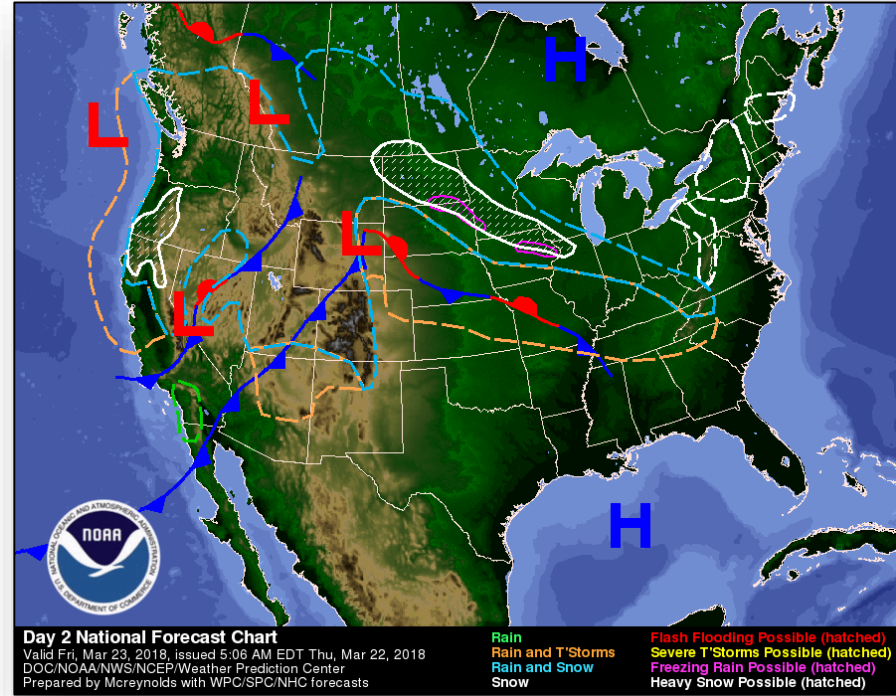 H
L
L
L
L
H
NATIONAL OCEANIC AND ATMOSPHERIC ADMINISTRATION
NOAA
U.S. DEPARTMENT OF COMMERCE
Day 2 National Forecast Chart
Valid Fri, Mar 23, 2018, issued 5:06 AM EDT Thu, Mar 22, 2018
DOC/NOAA/NWS/NCEP/Weather Prediction Center
Prepared by Mcreynolds with WPC/SPC/NHC forecasts
Rain
Rain and T'Storms
Rain and Snow
Snow
Flash Flooding Possible (hatched)
Severe T'Storms Possible (hatched)
Freezing Rain Possible (hatched)
Heavy Snow Possible (hatched)